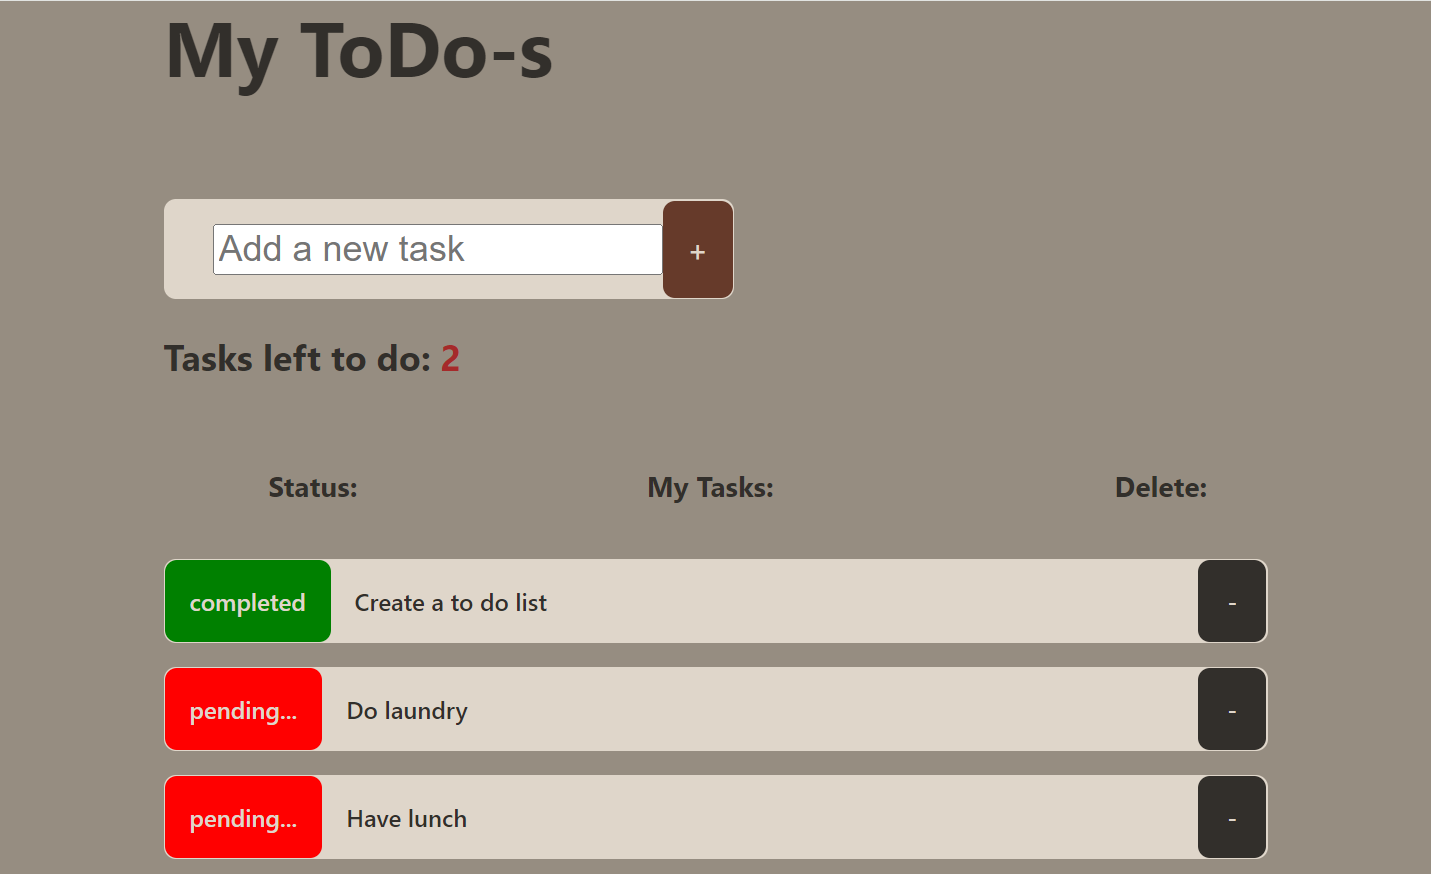 My ToDo-s
Add a new task +
Tasks left to do: 2
Status: My Tasks: Delete:
completed Create a to do list -
pending... Do laundry -
pending... Have lunch -